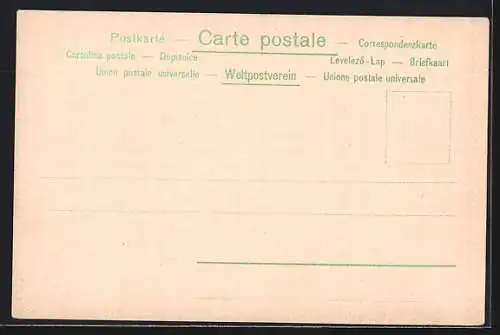 Postkarte — Carte postale — Correspondenzkarte
Cartolina postale — Dopisnice Levelező-Lap — Briefkaart
Union postale universelle — Weltpostverein — Unione postale universale